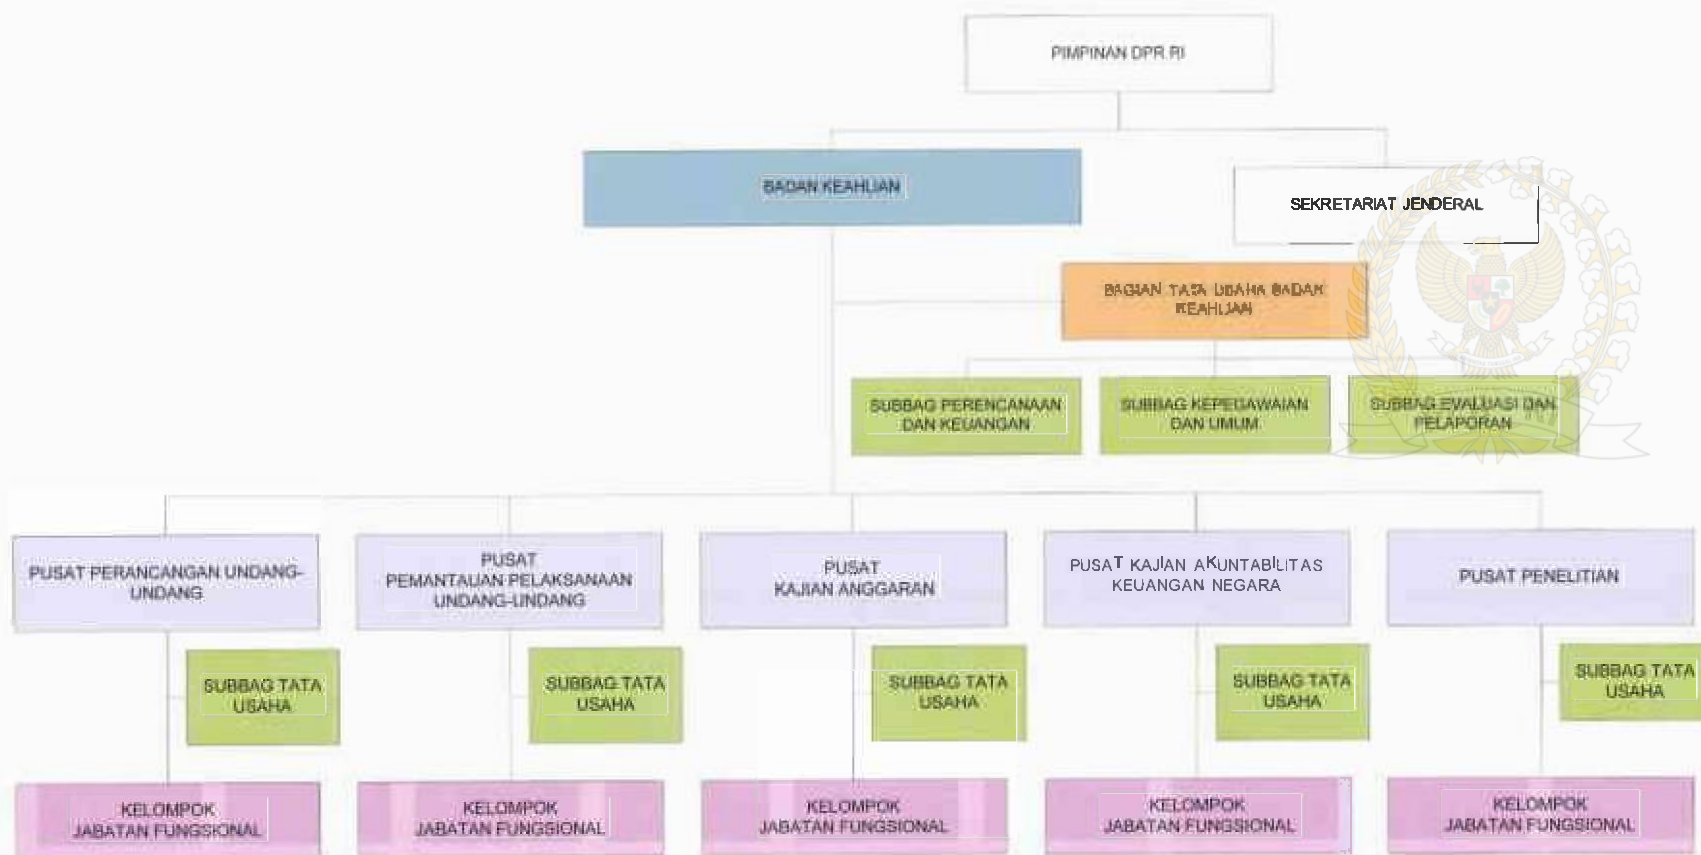 PIMPINAN DPR RI
BADAN KEAHLIAN
SEKRETARIAT JENDERAL
BAGIAN TATA USAHA BADAN
KEAHLIAN
SUBBAG PERENCANAAN
DAN KEUANGAN
SUBBAG KEPEGAWAIAN
DAN UMUM
SUBBAG EVALUASI DAN
PELAPORAN
PUSAT PERANCANGAN UNDANG-
UNDANG
PUSAT
PEMANTAUAN PELAKSANAAN
UNDANG-UNDANG
PUSAT
KAJIAN ANGGARAN
PUSAT KAJIAN AKUNTABILITAS
KEUANGAN NEGARA
PUSAT PENELITIAN
SUBBAG TATA
USAHA
SUBBAG TATA
USAHA
SUBBAG TATA
USAHA
SUBBAG TATA
USAHA
SUBBAG TATA
USAHA
KELOMPOK
JABATAN FUNGSIONAL
KELOMPOK
JABATAN FUNGSIONAL
KELOMPOK
JABATAN FUNGSIONAL
KELOMPOK
JABATAN FUNGSIONAL
KELOMPOK
JABATAN FUNGSIONAL